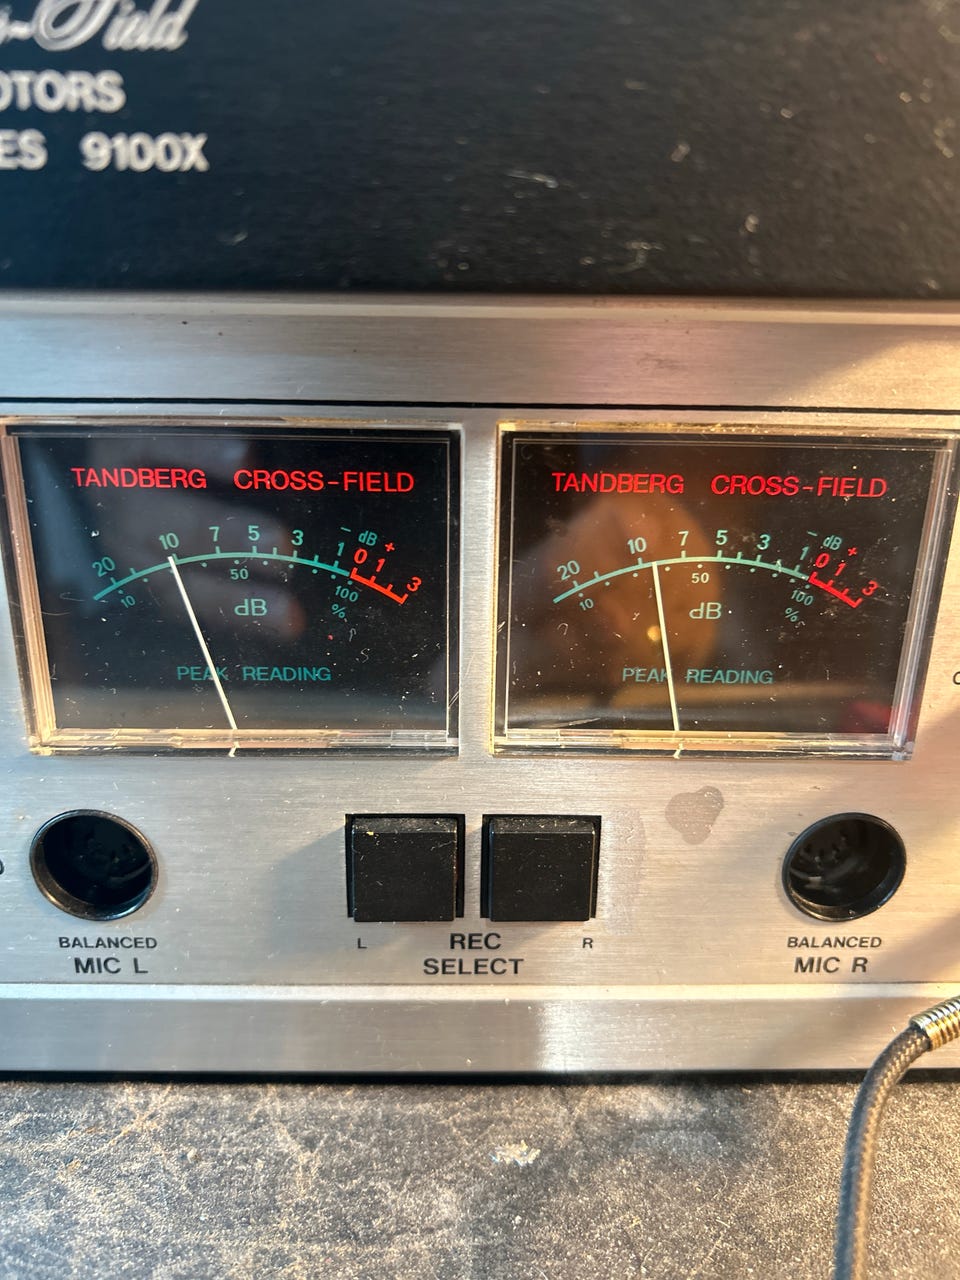 -Field
OTORS
ES 9100X
TANDBERG CROSS-FIELD
20 10 7 5 3 1 0 1 3
- dB +
10 50 100
%
dB
PEAK READING
TANDBERG CROSS-FIELD
20 10 7 5 3 1 0 1 3
- dB +
10 50 100
%
dB
PEAK READING
BALANCED
MIC L
L REC R
SELECT
BALANCED
MIC R